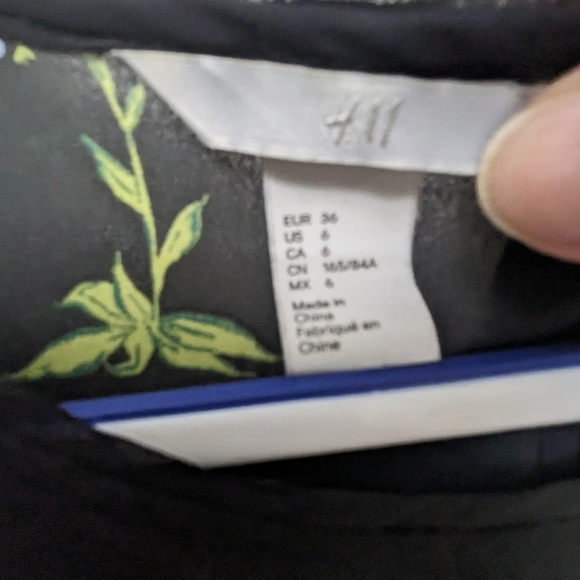 H&M
EUR 36
US 6
CA 6
CN 165/84A
MX 6
Made in
China
Fabriqué en
Chine